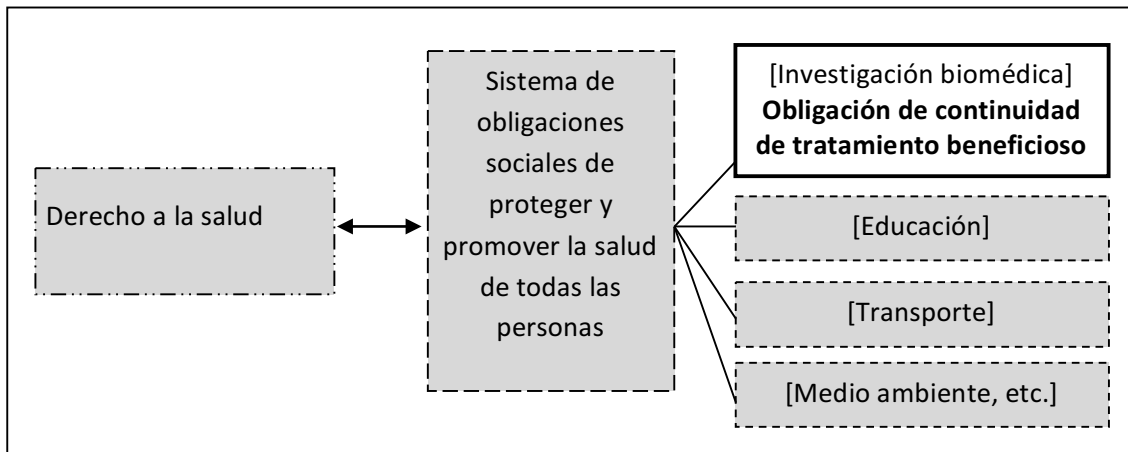 Derecho a la salud
Sistema de
obligaciones
sociales de
proteger y
promover la salud
de todas las
personas
[Investigación biomédica]
Obligación de continuidad
de tratamiento beneficioso
[Educación]
[Transporte]
[Medio ambiente, etc.]